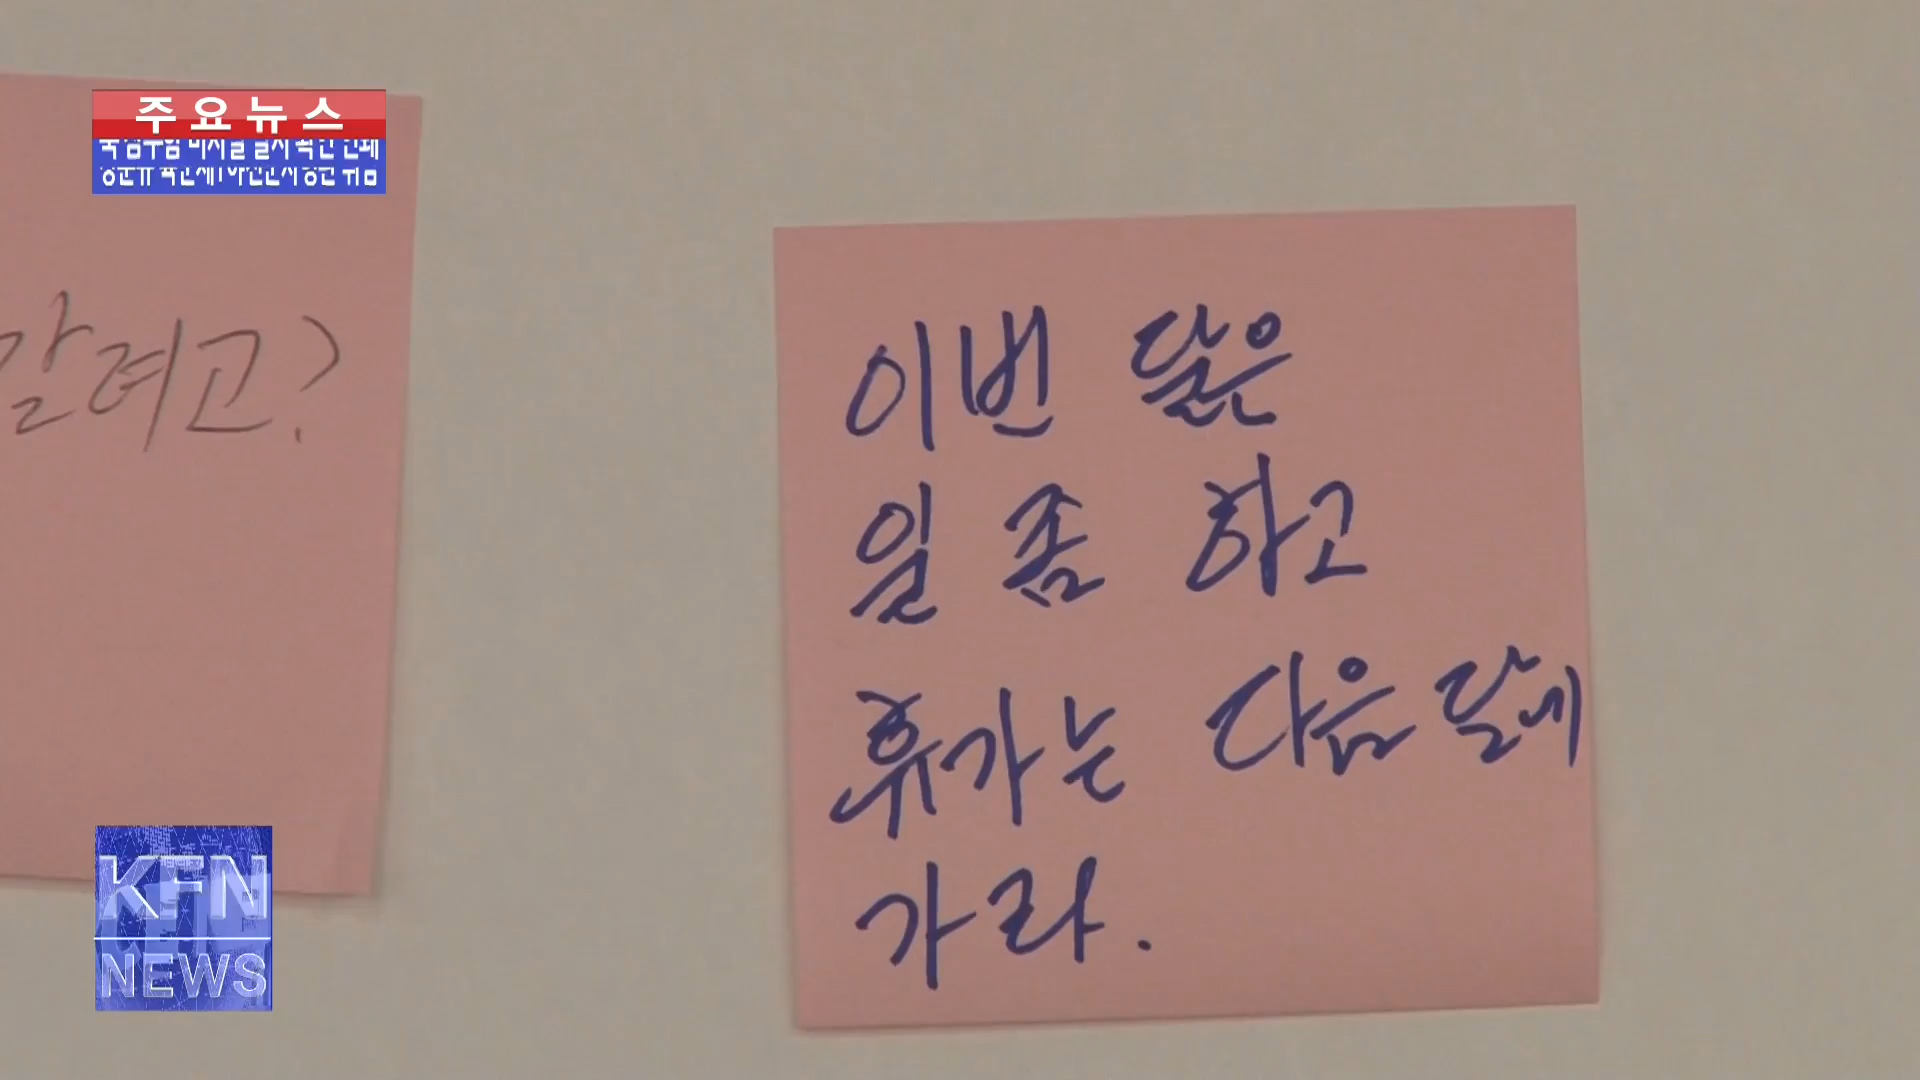 주요뉴스
갈려고?
이번 달은
일 좀 하고
휴가는 다음 달에
가라.
KFN
NEWS